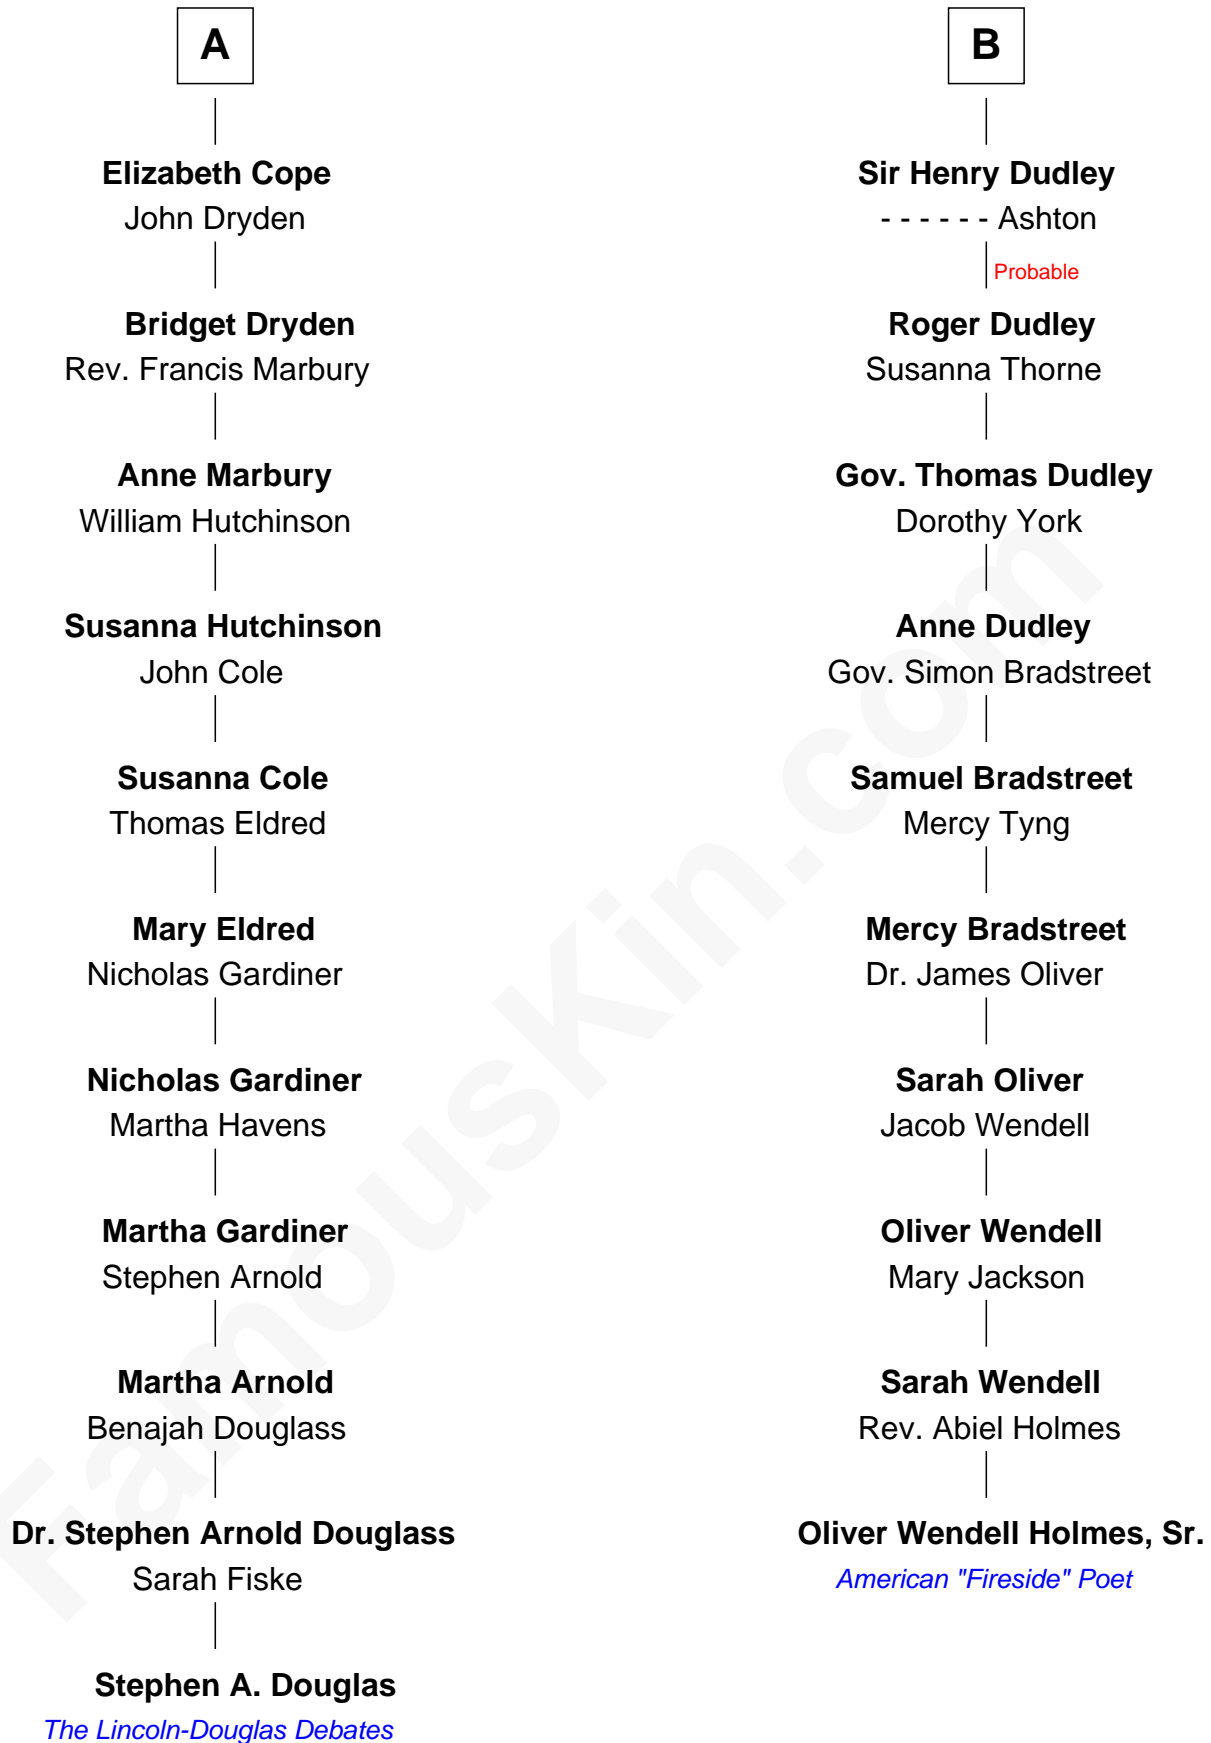 A
Elizabeth Cope
John Dryden
Bridget Dryden
Rev. Francis Marbury
Anne Marbury
William Hutchinson
Susanna Hutchinson
John Cole
Susanna Cole
Thomas Eldred
Mary Eldred
Nicholas Gardiner
Nicholas Gardiner
Martha Havens
Martha Gardiner
Stephen Arnold
Martha Arnold
Benajah Douglass
Dr. Stephen Arnold Douglass
Sarah Fiske
Stephen A. Douglas
The Lincoln-Douglas Debates
B
Sir Henry Dudley
- - - - - - Ashton
Probable
Roger Dudley
Susanna Thorne
Gov. Thomas Dudley
Dorothy York
Anne Dudley
Gov. Simon Bradstreet
Samuel Bradstreet
Mercy Tyng
Mercy Bradstreet
Dr. James Oliver
Sarah Oliver
Jacob Wendell
Oliver Wendell
Mary Jackson
Sarah Wendell
Rev. Abiel Holmes
Oliver Wendell Holmes, Sr.
American "Fireside" Poet
FamousKin.com